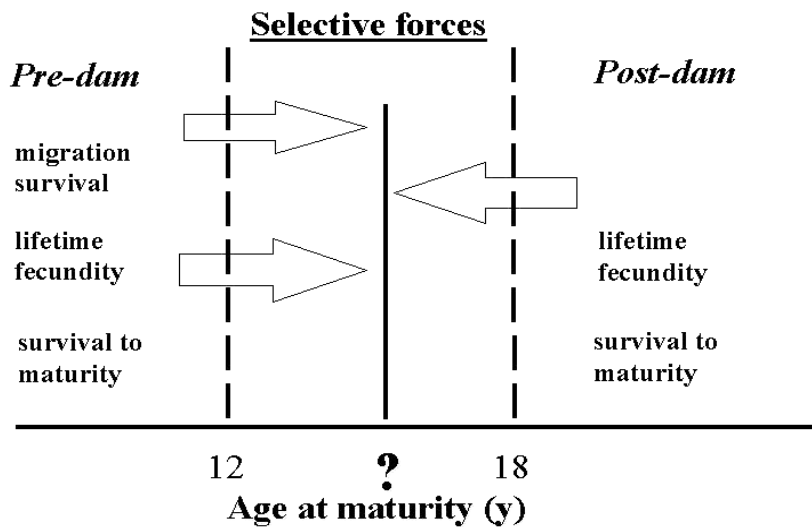 Selective forces
Pre-dam
Post-dam
migration
survival
lifetime
fecundity
survival to
maturity
lifetime
fecundity
survival to
maturity
12
?
18
Age at maturity (y)